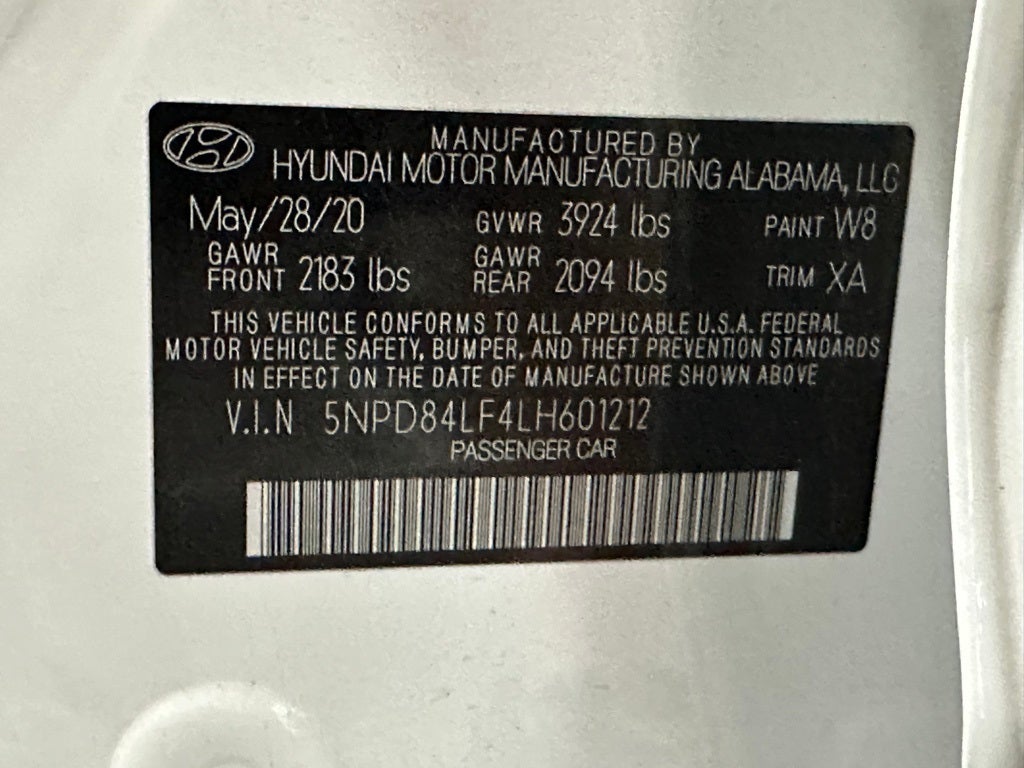 MANUFACTURED BY
HYUNDAI MOTOR MANUFACTURING ALABAMA, LLC
May/28/20 GVWR 3924 lbs PAINT W8
GAWR FRONT 2183 lbs GAWR REAR 2094 lbs TRIM XA
THIS VEHICLE CONFORMS TO ALL APPLICABLE U.S.A. FEDERAL
MOTOR VEHICLE SAFETY, BUMPER, AND THEFT PREVENTION STANDARDS
IN EFFECT ON THE DATE OF MANUFACTURE SHOWN ABOVE
V.I.N 5NPD84LF4LH601212
PASSENGER CAR